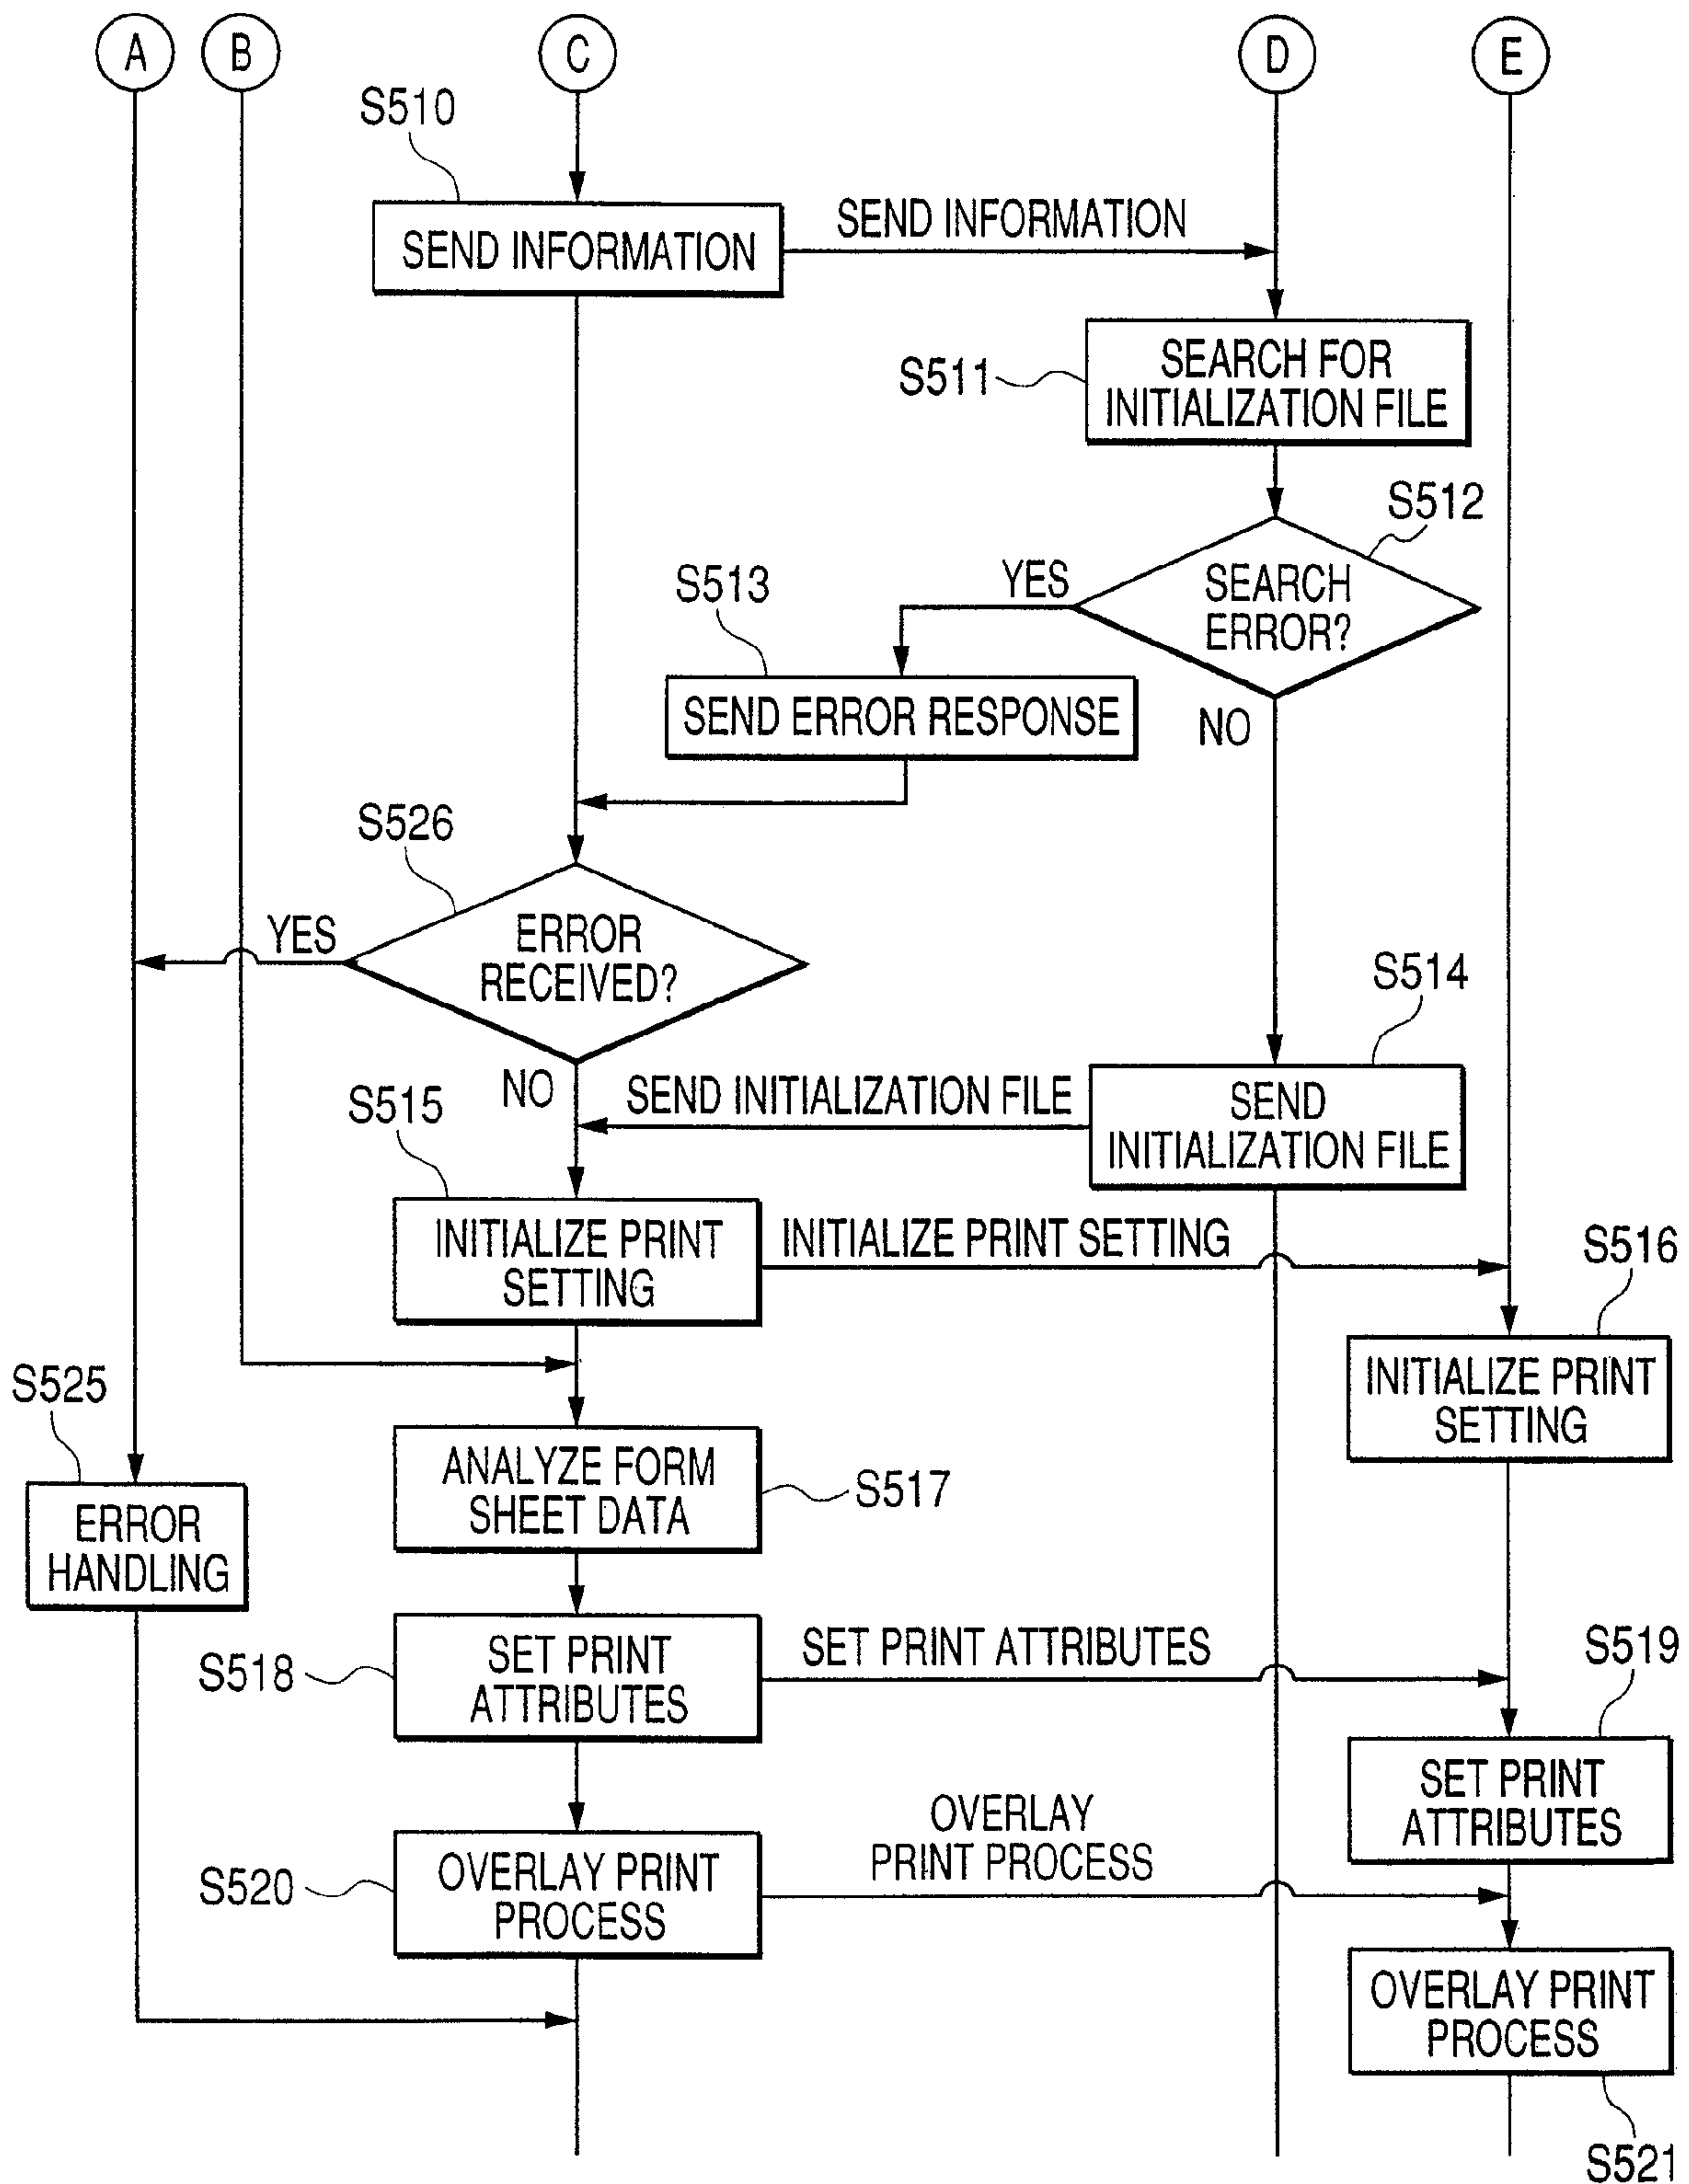 A
B
C
D
E
S510
SEND INFORMATION
SEND INFORMATION
SEARCH FOR
INITIALIZATION FILE
S511
S512
SEARCH
ERROR?
YES
NO
S513
SEND ERROR RESPONSE
S526
ERROR
RECEIVED?
YES
NO
S514
SEND
INITIALIZATION FILE
SEND INITIALIZATION FILE
S515
INITIALIZE PRINT
SETTING
INITIALIZE PRINT SETTING
S516
INITIALIZE PRINT
SETTING
S525
ERROR
HANDLING
ANALYZE FORM
SHEET DATA
S517
S518
SET PRINT
ATTRIBUTES
SET PRINT ATTRIBUTES
S519
SET PRINT
ATTRIBUTES
S520
OVERLAY PRINT
PROCESS
OVERLAY
PRINT PROCESS
OVERLAY PRINT
PROCESS
S521